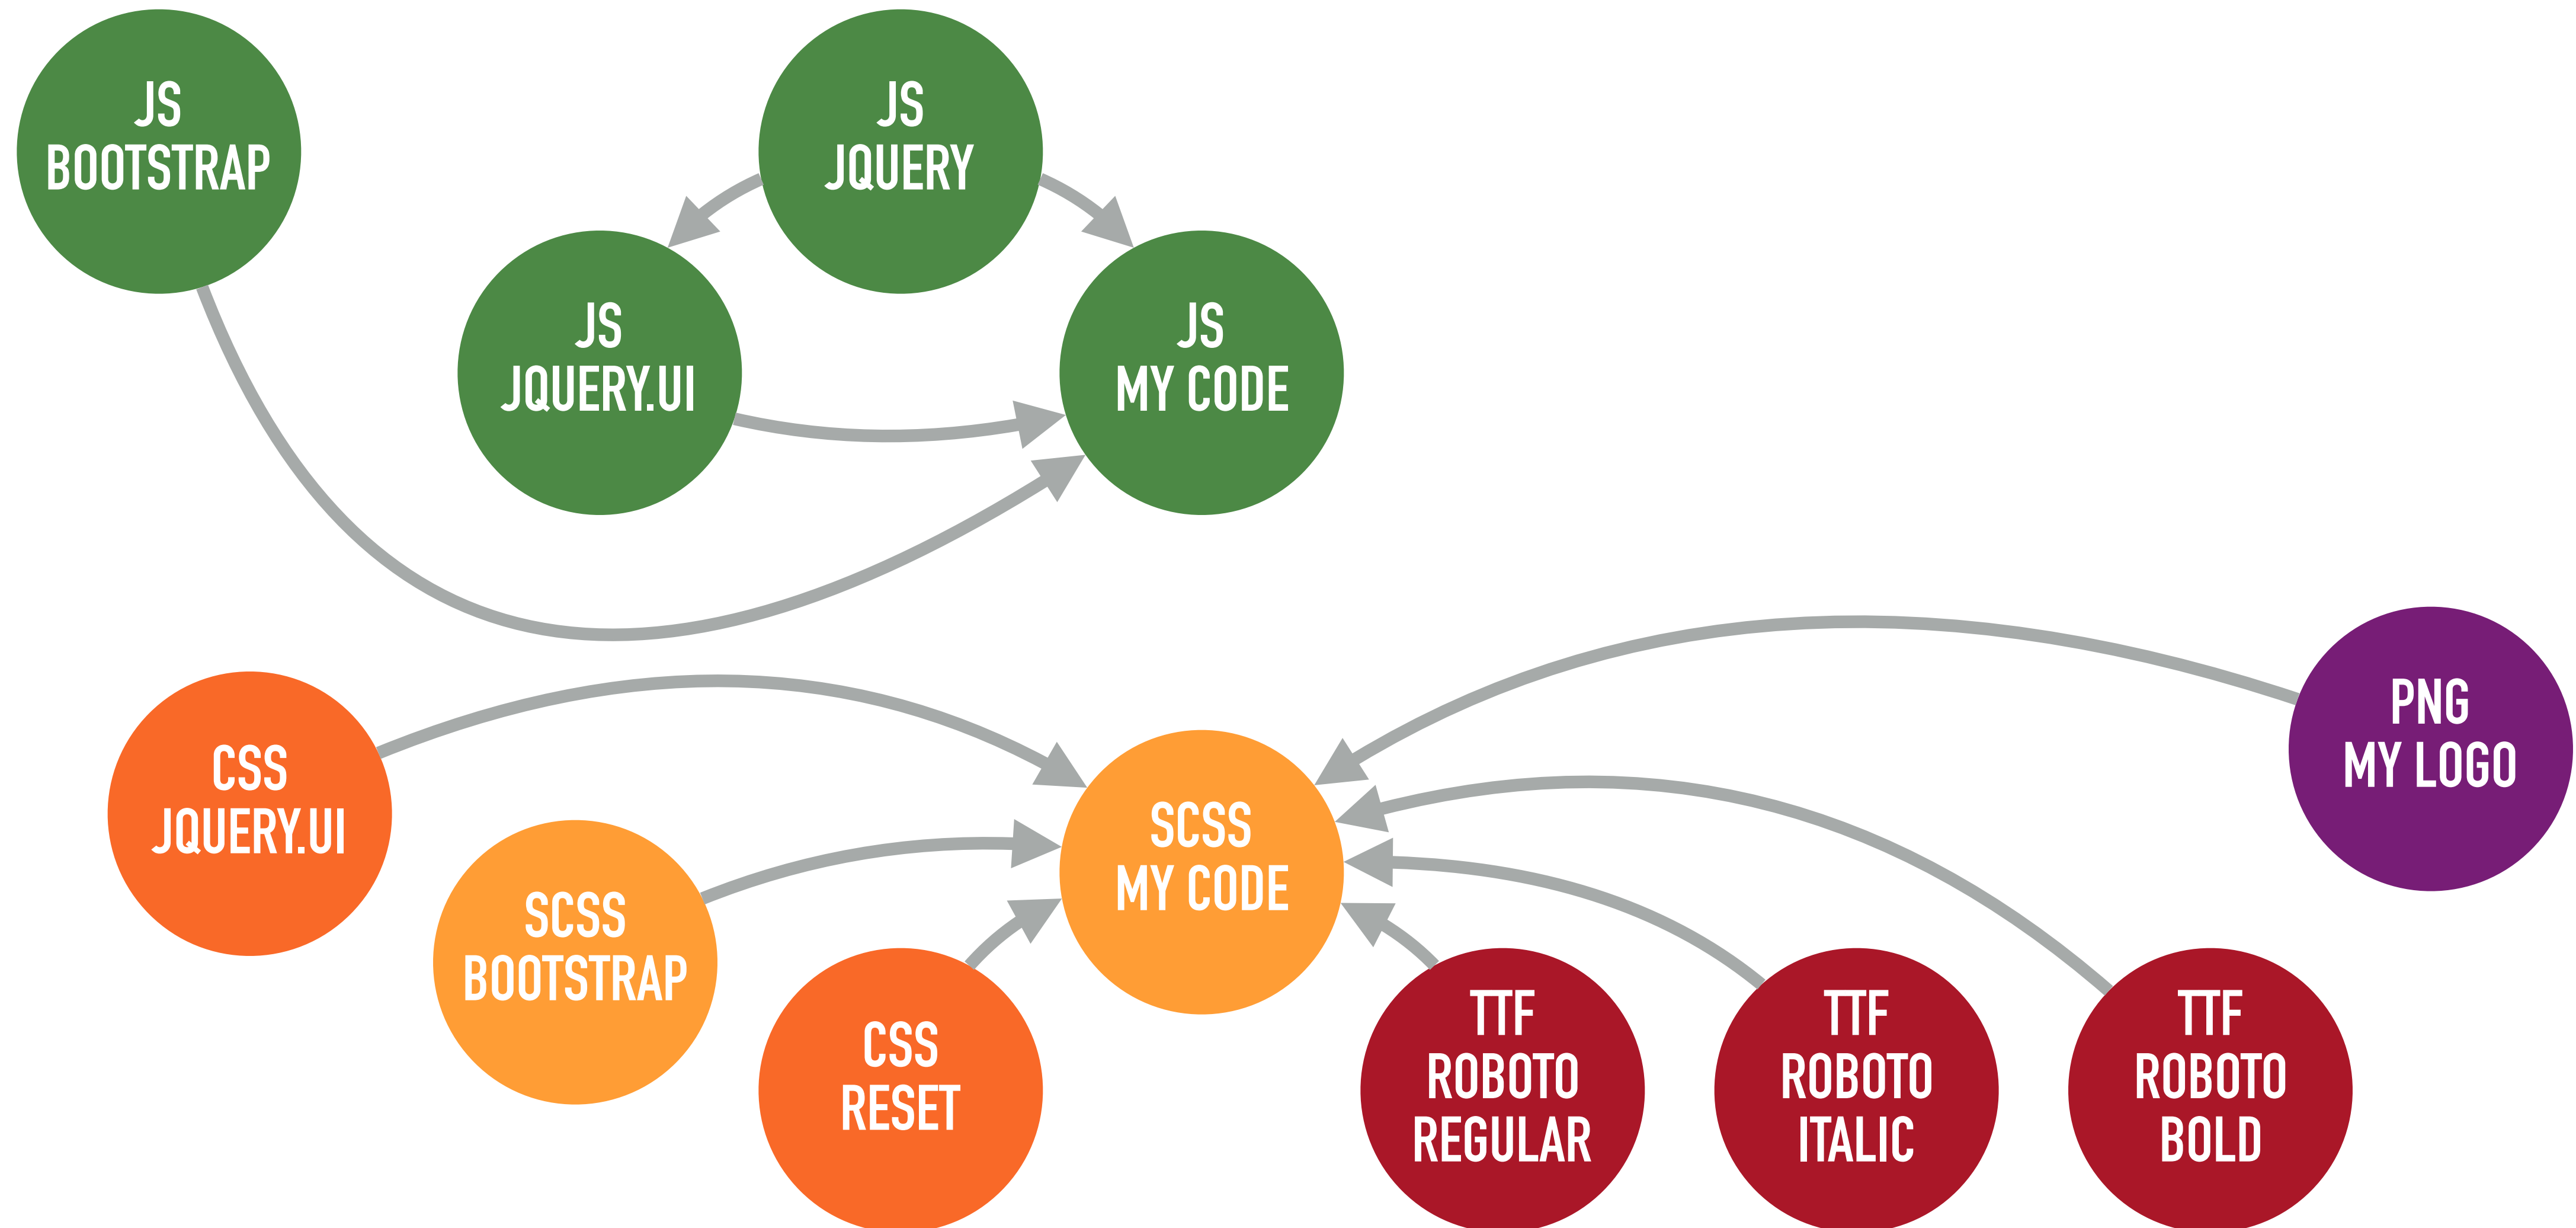 JS
BOOTSTRAP
JS
JQUERY
JS
JQUERY.UI
JS
MY CODE
CSS
JQUERY.UI
SCSS
BOOTSTRAP
CSS
RESET
SCSS
MY CODE
TTF
ROBOTO
REGULAR
TTF
ROBOTO
ITALIC
TTF
ROBOTO
BOLD
PNG
MY LOGO